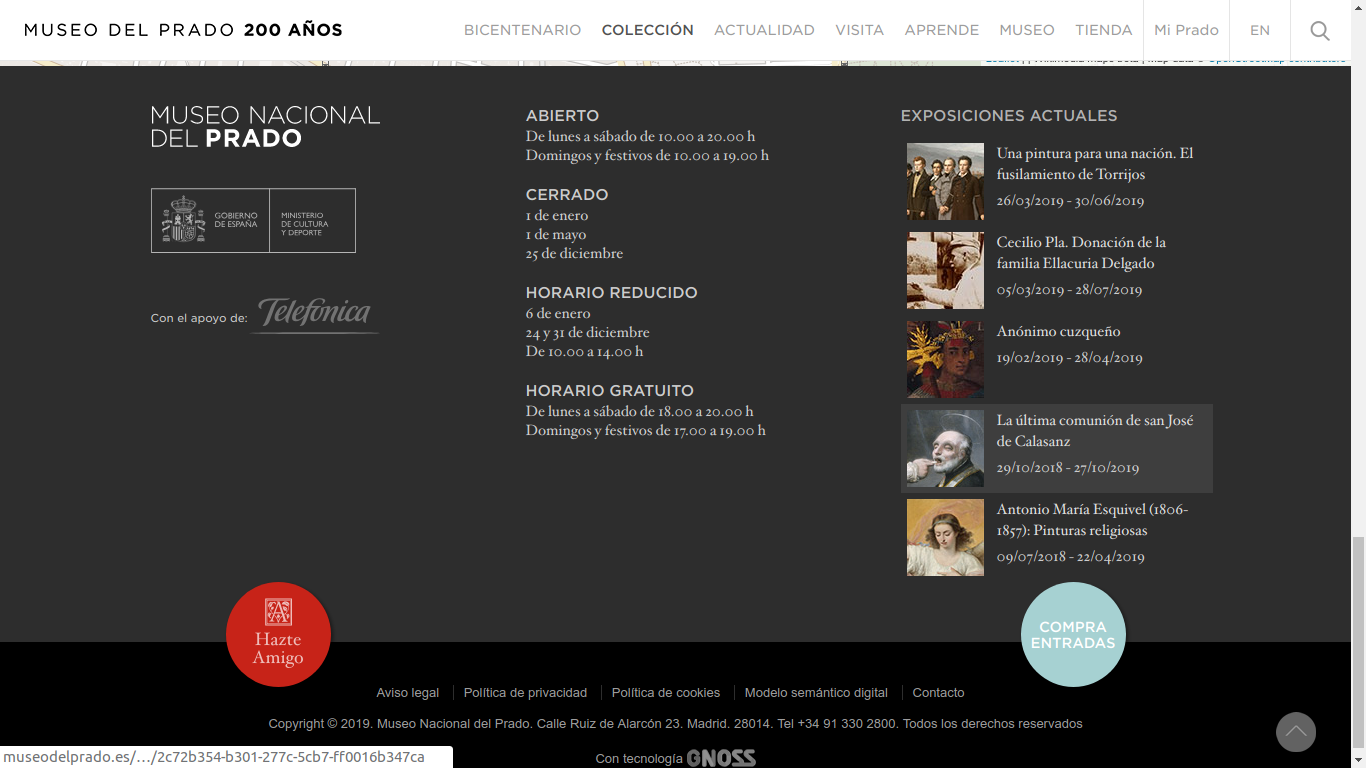 MUSEO DEL PRADO 200 AÑOS
BICENTENARIO COLECCIÓN ACTUALIDAD VISITA APRENDE MUSEO TIENDA Mi Prado EN
MUSEO NACIONAL
DEL PRADO
GOBIERNO
DE ESPAÑA
MINISTERIO
DE CULTURA
Y DEPORTE
Con el apoyo de: Telefónica
ABIERTO
De lunes a sábado de 10.00 a 20.00 h
Domingos y festivos de 10.00 a 19.00 h
CERRADO
1 de enero
1 de mayo
25 de diciembre
HORARIO REDUCIDO
6 de enero
24 y 31 de diciembre
De 10.00 a 14.00 h
HORARIO GRATUITO
De lunes a sábado de 18.00 a 20.00 h
Domingos y festivos de 17.00 a 19.00 h
EXPOSICIONES ACTUALES
Una pintura para una nación. El
fusilamiento de Torrijos
26/03/2019 - 30/06/2019
Cecilio Pla. Donación de la
familia Ellacuria Delgado
05/03/2019 - 28/07/2019
Anónimo cuzqueño
19/02/2019 - 28/04/2019
La última comunión de san José
de Calasanz
29/10/2018 - 27/10/2019
Antonio María Esquivel (1806-
1857): Pinturas religiosas
09/07/2018 - 22/04/2019
A
Hazte
Amigo
COMPRA
ENTRADAS
Aviso legal Política de privacidad Política de cookies Modelo semántico digital Contacto
Copyright © 2019. Museo Nacional del Prado. Calle Ruiz de Alarcón 23. Madrid. 28014. Tel +34 91 330 2800. Todos los derechos reservados
Con tecnología GNOSS
museodelprado.es/…/2c72b354-b301-277c-5cb7-ff0016b347ca